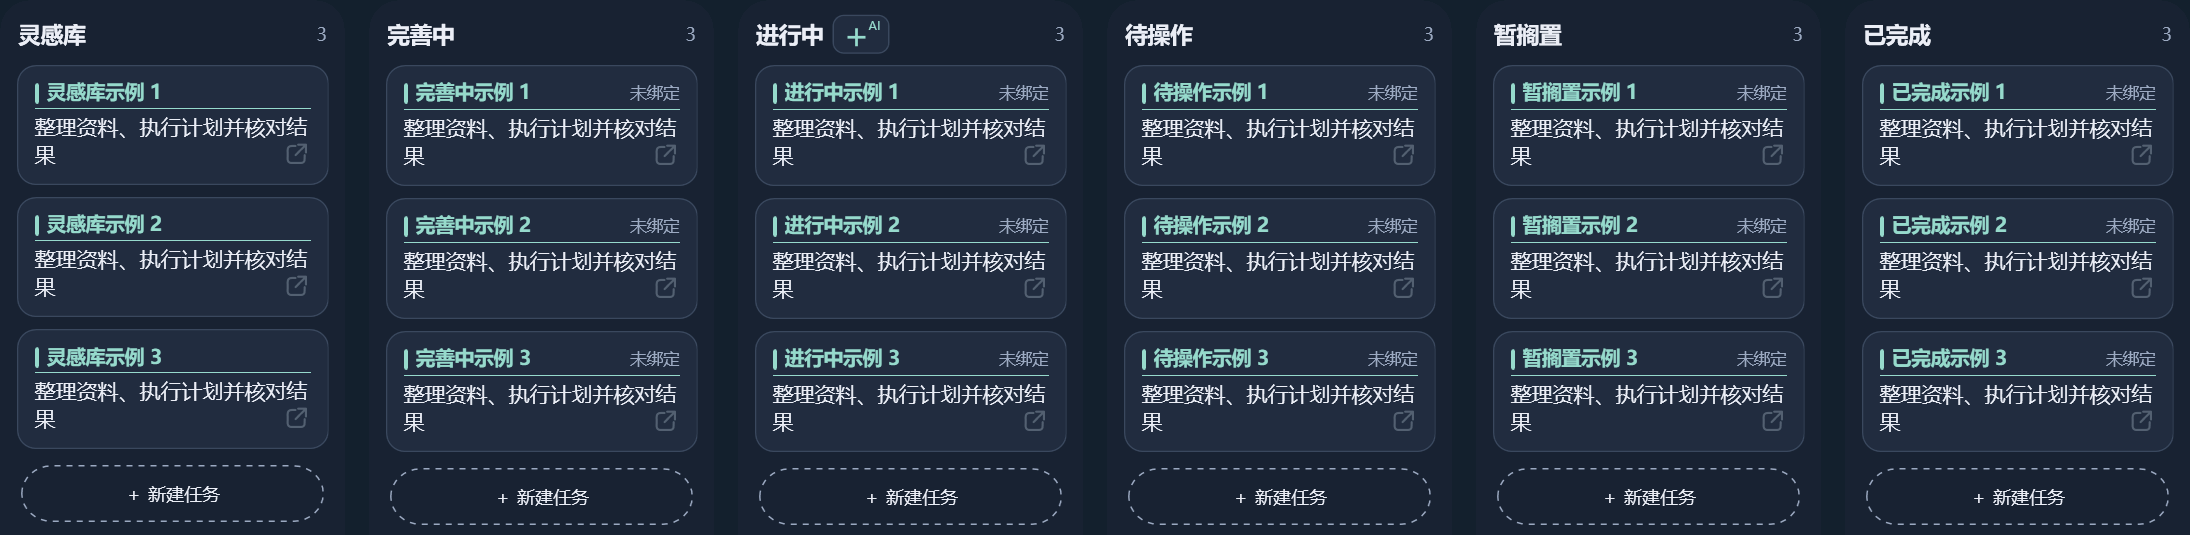 灵感库 3
灵感库示例 1
整理资料、执行计划并核对结
果
灵感库示例 2
整理资料、执行计划并核对结
果
灵感库示例 3
整理资料、执行计划并核对结
果
+ 新建任务
完善中 3
完善中示例 1 未绑定
整理资料、执行计划并核对结
果
完善中示例 2 未绑定
整理资料、执行计划并核对结
果
完善中示例 3 未绑定
整理资料、执行计划并核对结
果
+ 新建任务
进行中 + AI 3
进行中示例 1 未绑定
整理资料、执行计划并核对结
果
进行中示例 2 未绑定
整理资料、执行计划并核对结
果
进行中示例 3 未绑定
整理资料、执行计划并核对结
果
+ 新建任务
待操作 3
待操作示例 1 未绑定
整理资料、执行计划并核对结
果
待操作示例 2 未绑定
整理资料、执行计划并核对结
果
待操作示例 3 未绑定
整理资料、执行计划并核对结
果
+ 新建任务
暂搁置 3
暂搁置示例 1 未绑定
整理资料、执行计划并核对结
果
暂搁置示例 2 未绑定
整理资料、执行计划并核对结
果
暂搁置示例 3 未绑定
整理资料、执行计划并核对结
果
+ 新建任务
已完成 3
已完成示例 1 未绑定
整理资料、执行计划并核对结
果
已完成示例 2 未绑定
整理资料、执行计划并核对结
果
已完成示例 3 未绑定
整理资料、执行计划并核对结
果
+ 新建任务